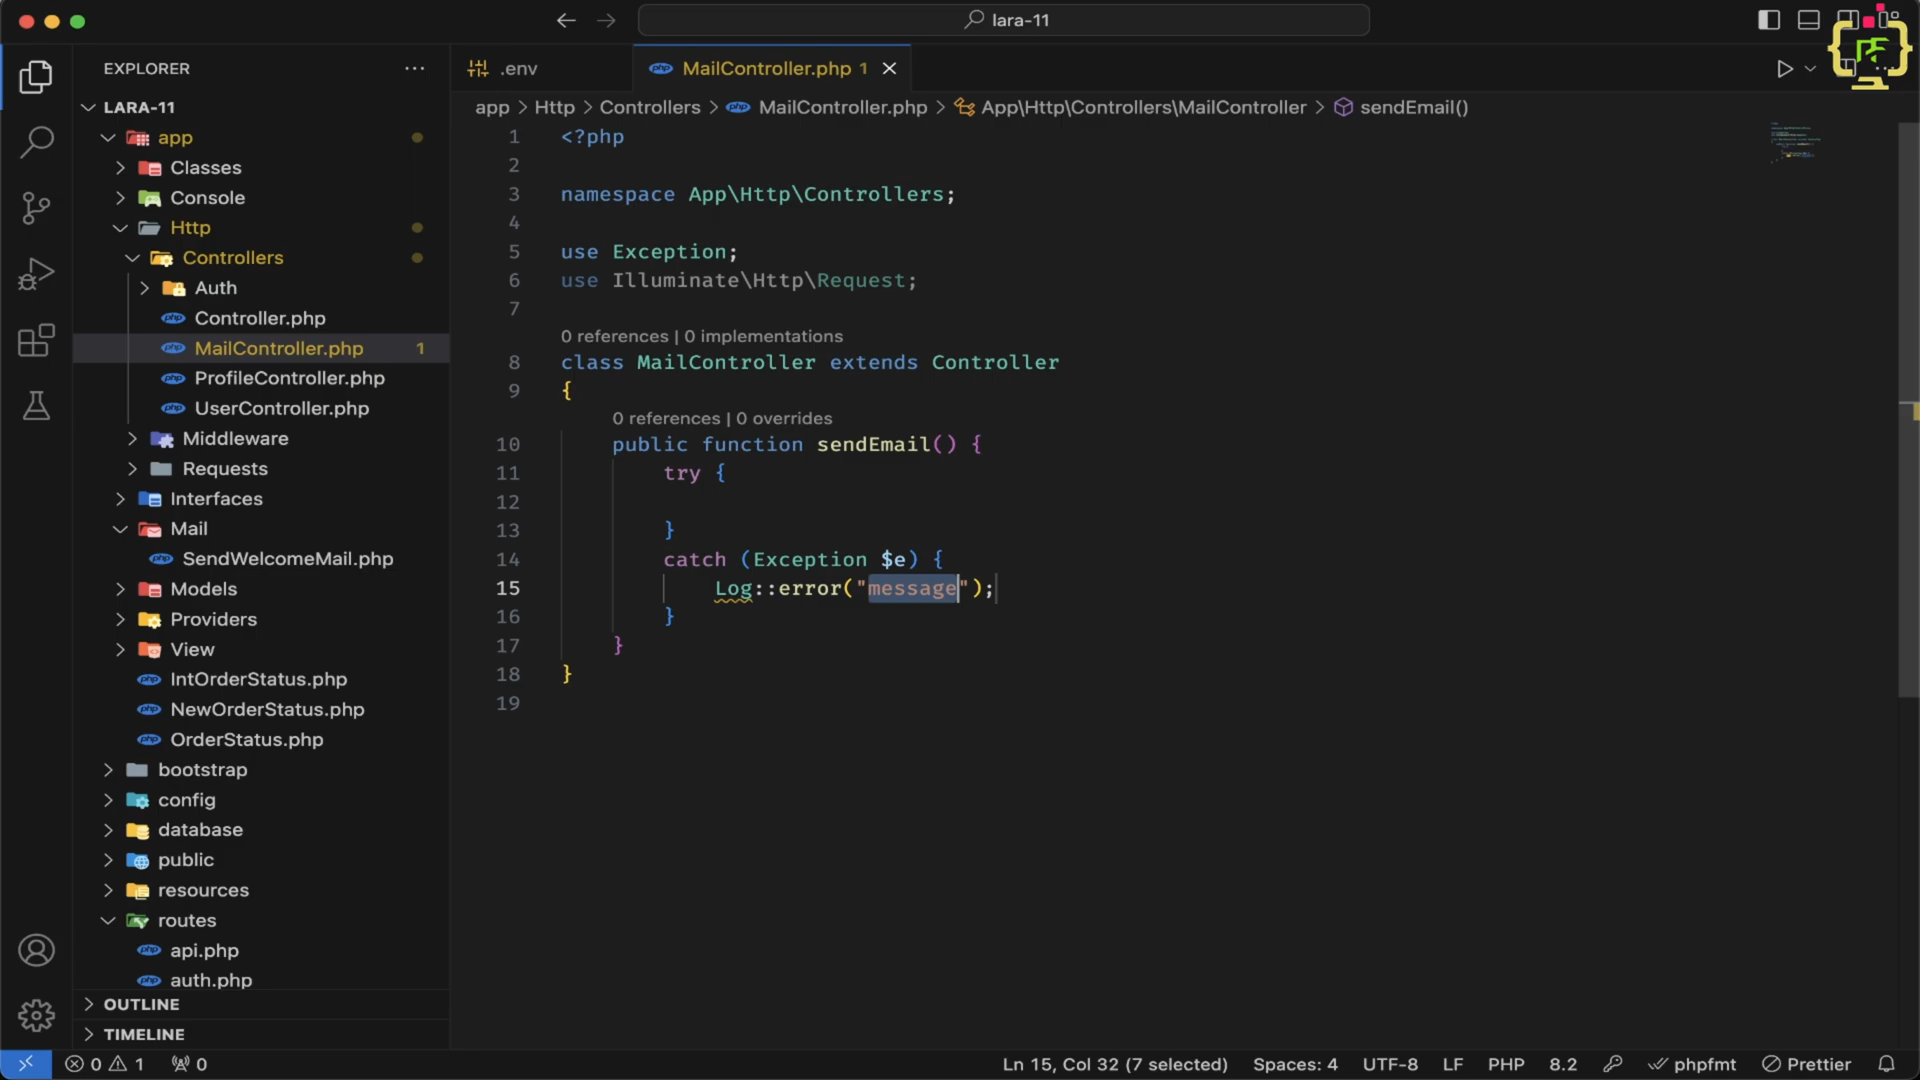 lara-11
EXPLORER
LARA-11
app
Classes
Console
Http
Controllers
Auth
Controller.php
MailController.php 1
ProfileController.php
UserController.php
Middleware
Requests
Interfaces
Mail
SendWelcomeMail.php
Models
Providers
View
IntOrderStatus.php
NewOrderStatus.php
OrderStatus.php
bootstrap
config
database
public
resources
routes
api.php
auth.php
OUTLINE
TIMELINE
.env
php MailController.php 1
app > Http > Controllers > php MailController.php > App\Http\Controllers\MailController > sendEmail()
1 <?php
2
3 namespace App\Http\Controllers;
4
5 use Exception;
6 use Illuminate\Http\Request;
7
0 references | 0 implementations
8 class MailController extends Controller
9 {
0 references | 0 overrides
10 public function sendEmail() {
11 try {
12
13 }
14 catch (Exception $e) {
15 Log::error("message");
16 }
17 }
18 }
19
0 1 0
Ln 15, Col 32 (7 selected) Spaces: 4 UTF-8 LF PHP 8.2 phpfmt Prettier